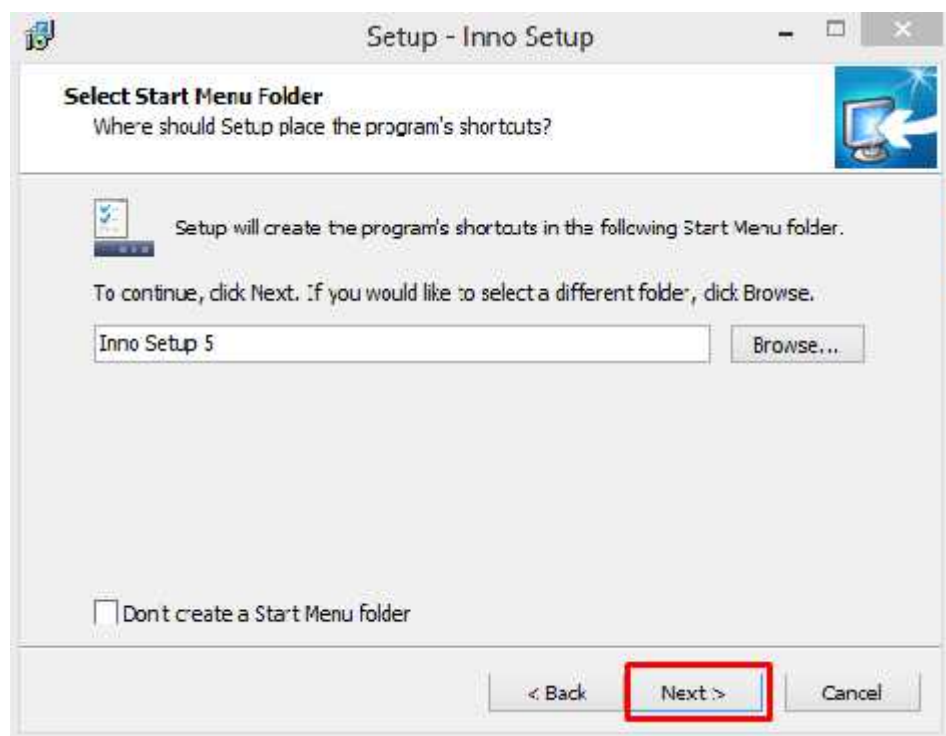 Setup - Inno Setup
Select Start Menu Folder
Where should Setup place the program's shortcuts?
Setup will create the program's shortcuts in the following Start Menu folder.
To continue, click Next. If you would like to select a different folder, click Browse.
Inno Setup 5
Browse...
Don't create a Start Menu folder
< Back
Next >
Cancel